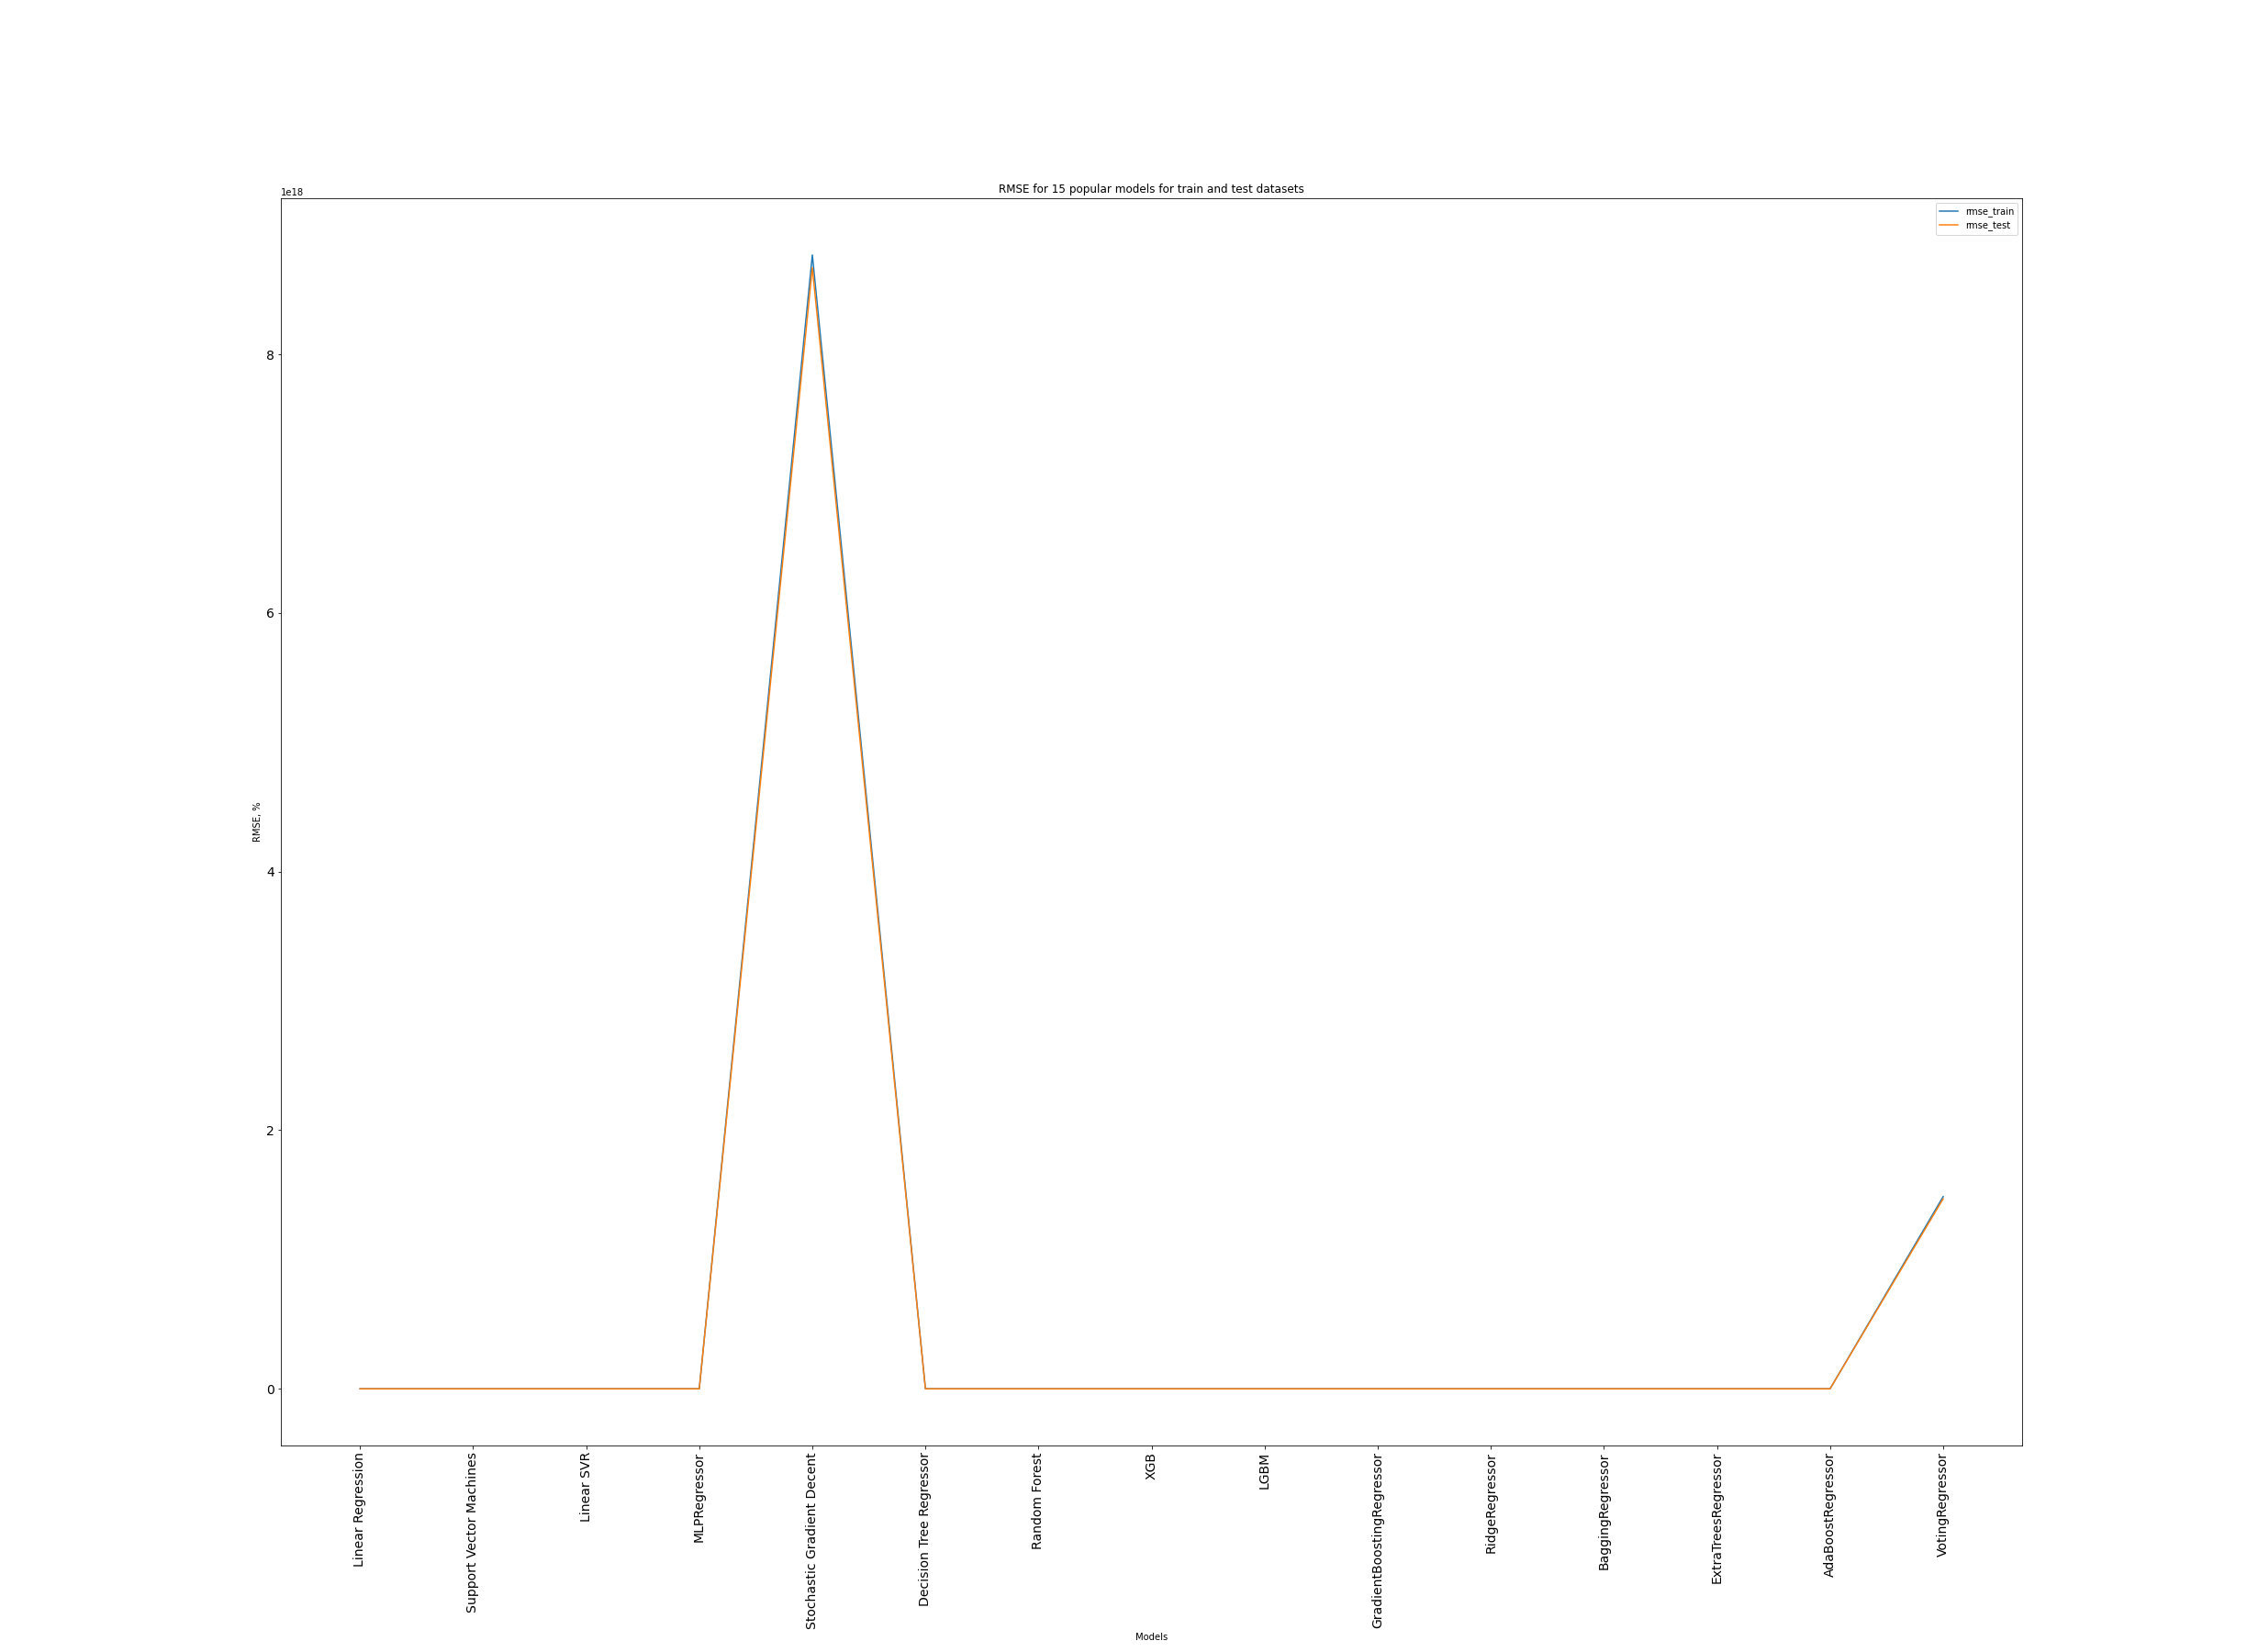 RMSE for 15 popular models for train and test datasets
1e18
rmse_train
rmse_test
8
6
4
2
0
RMSE, %
Linear Regression
Support Vector Machines
Linear SVR
MLPRegressor
Stochastic Gradient Decent
Decision Tree Regressor
Random Forest
XGB
LGBM
GradientBoostingRegressor
RidgeRegressor
BaggingRegressor
ExtraTreesRegressor
AdaBoostRegressor
VotingRegressor
Models